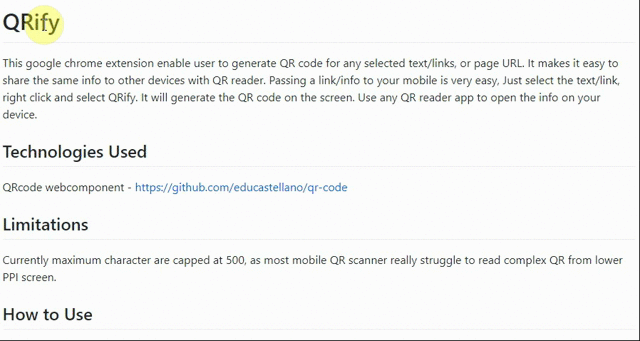 QRify
This google chrome extension enable user to generate QR code for any selected text/links, or page URL. It makes it easy to
share the same info to other devices with QR reader. Passing a link/info to your mobile is very easy, Just select the text/link,
right click and select QRify. It will generate the QR code on the screen. Use any QR reader app to open the info on your
device.
Technologies Used
QRcode webcomponent - https://github.com/educastellano/qr-code
Limitations
Currently maximum character are capped at 500, as most mobile QR scanner really struggle to read complex QR from lower
PPI screen.
How to Use